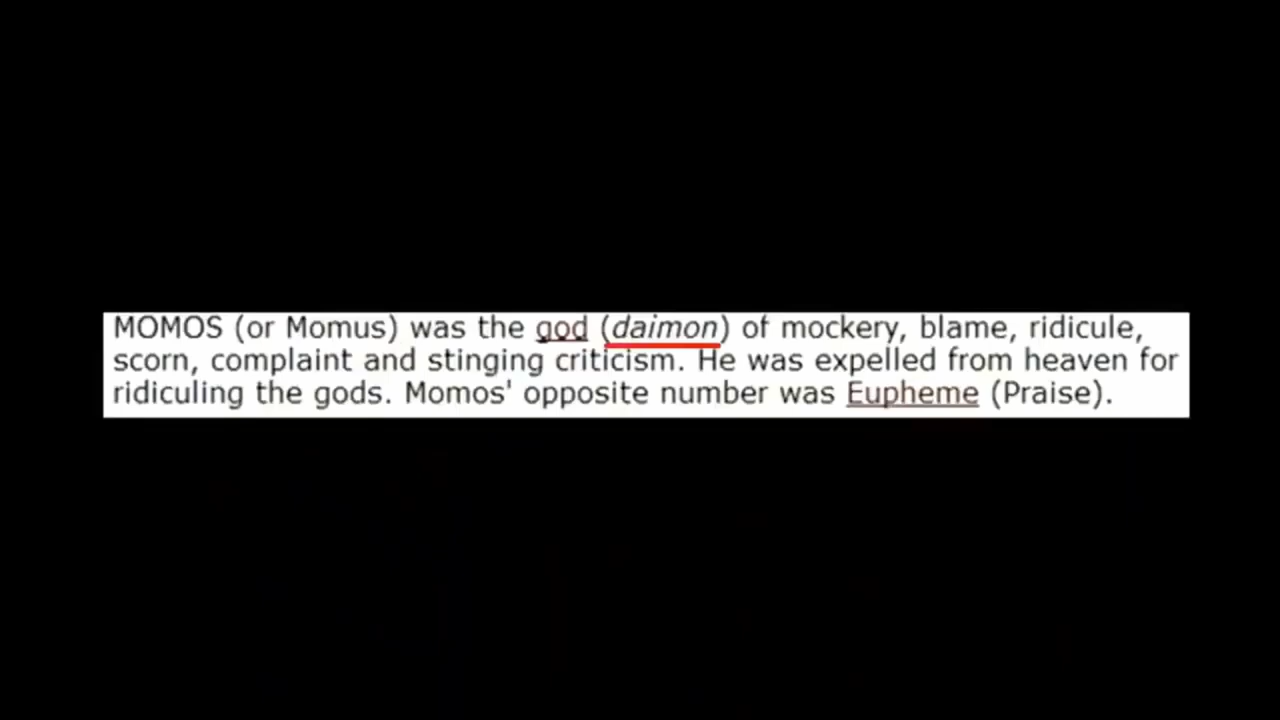 MOMOS (or Momus) was the god (daimon) of mockery, blame, ridicule,
scorn, complaint and stinging criticism. He was expelled from heaven for
ridiculing the gods. Momos' opposite number was Eupheme (Praise).